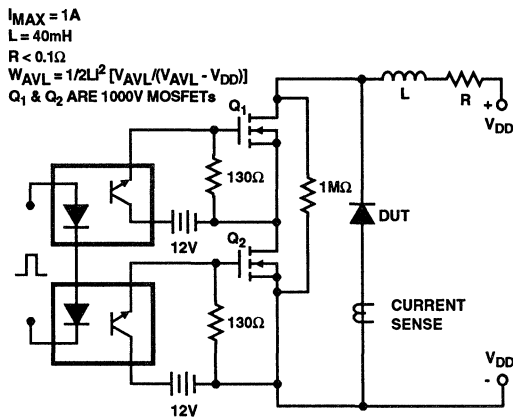 IMAX = 1A
L = 40mH
R < 0.1Ω
WAVL = 1/2LI² [VAVL/(VAVL - VDD)]
Q1 & Q2 ARE 1000V MOSFETs
Q1
L
R
+
VDD
130Ω
1MΩ
DUT
12V
Q2
130Ω
CURRENT
SENSE
VDD
-
12V